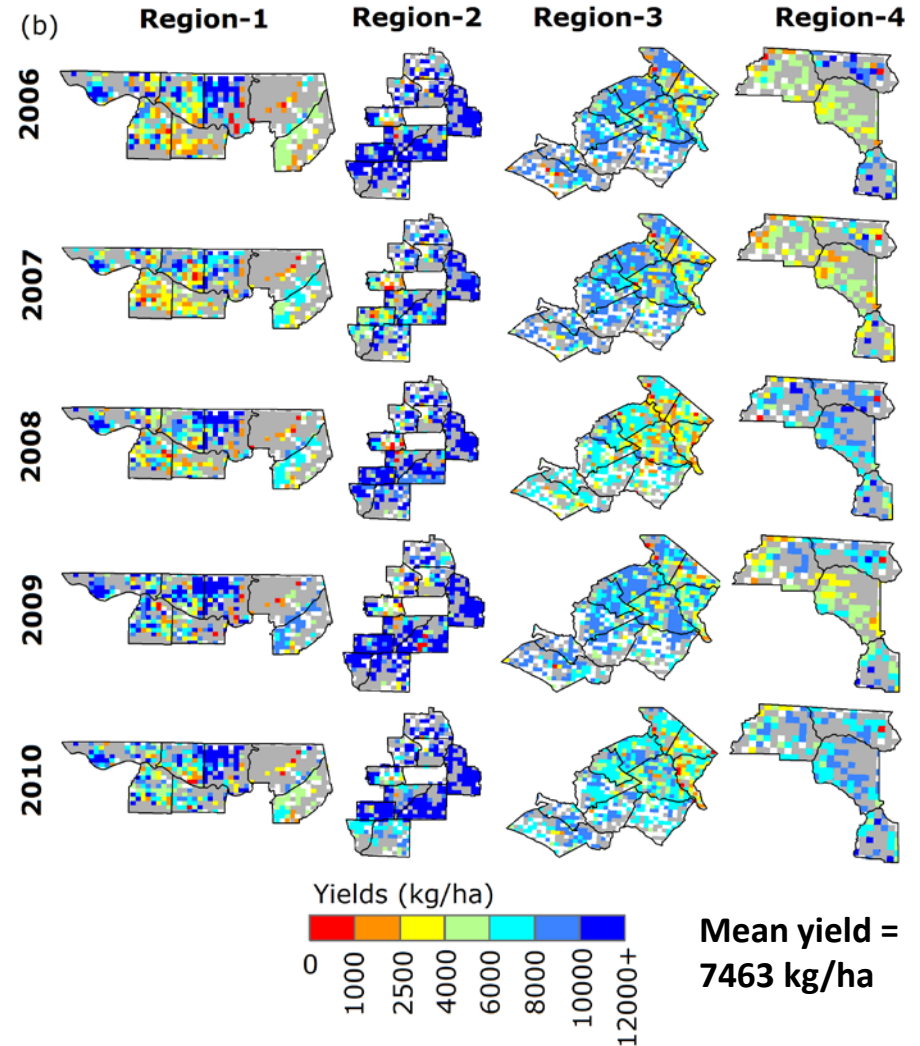 (b)
Region-1
Region-2
Region-3
Region-4
2006
2007
2008
2009
2010
Yields (kg/ha)
0
1000
2500
4000
6000
8000
10000
12000+
Mean yield =
7463 kg/ha